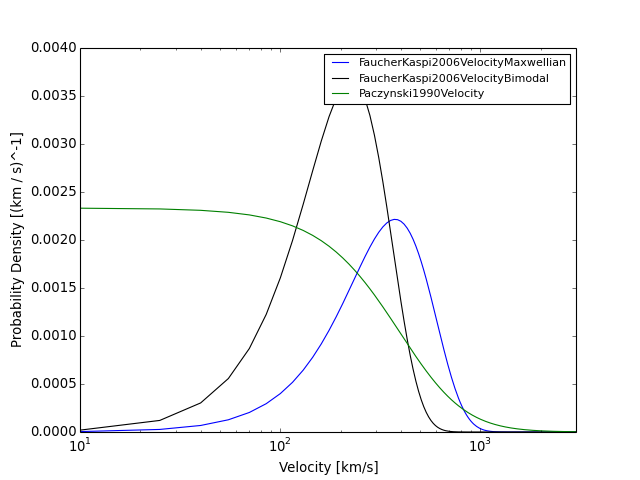 0.0040
0.0035
0.0030
0.0025
0.0020
0.0015
0.0010
0.0005
0.0000
Probability Density [(km / s)^-1]
FaucherKaspi2006VelocityMaxwellian
FaucherKaspi2006VelocityBimodal
Paczynski1990Velocity
10^1 10^2 10^3
Velocity [km/s]